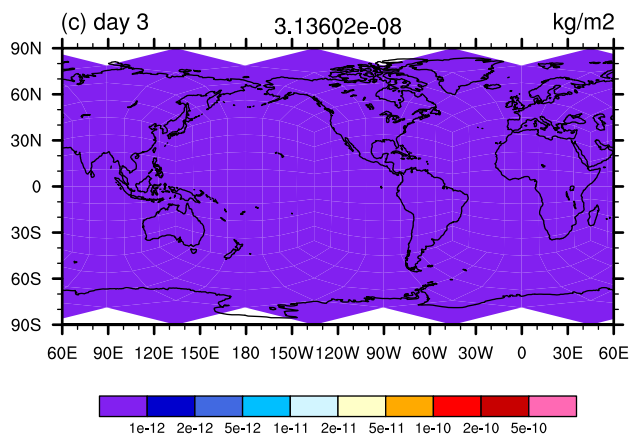 (c) day 3 3.13602e-08 kg/m2
90N
60N
30N
0
30S
60S
90S
60E 90E 120E 150E 180 150W 120W 90W 60W 30W 0 30E 60E
1e-12 2e-12 5e-12 1e-11 2e-11 5e-11 1e-10 2e-10 5e-10